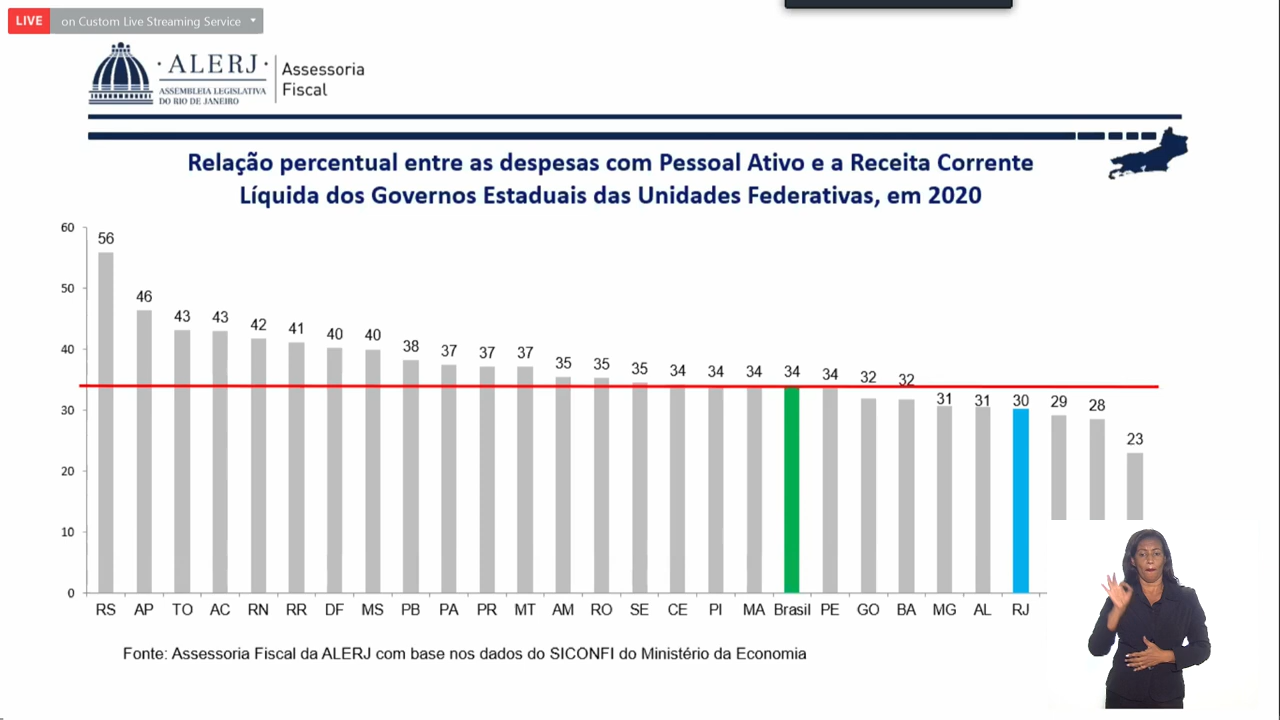 LIVE on Custom Live Streaming Service
· ALERJ ·
ASSEMBLEIA LEGISLATIVA
DO RIO DE JANEIRO
Assessoria
Fiscal
Relação percentual entre as despesas com Pessoal Ativo e a Receita Corrente
Líquida dos Governos Estaduais das Unidades Federativas, em 2020
60
50
40
30
20
10
0
56 46 43 43 42 41 40 40 38 37 37 37 35 35 35 34 34 34 34 34 32 32 31 31 30 29 28 23
RS AP TO AC RN RR DF MS PB PA PR MT AM RO SE CE PI MA Brasil PE GO BA MG AL RJ
Fonte: Assessoria Fiscal da ALERJ com base nos dados do SICONFI do Ministério da Economia